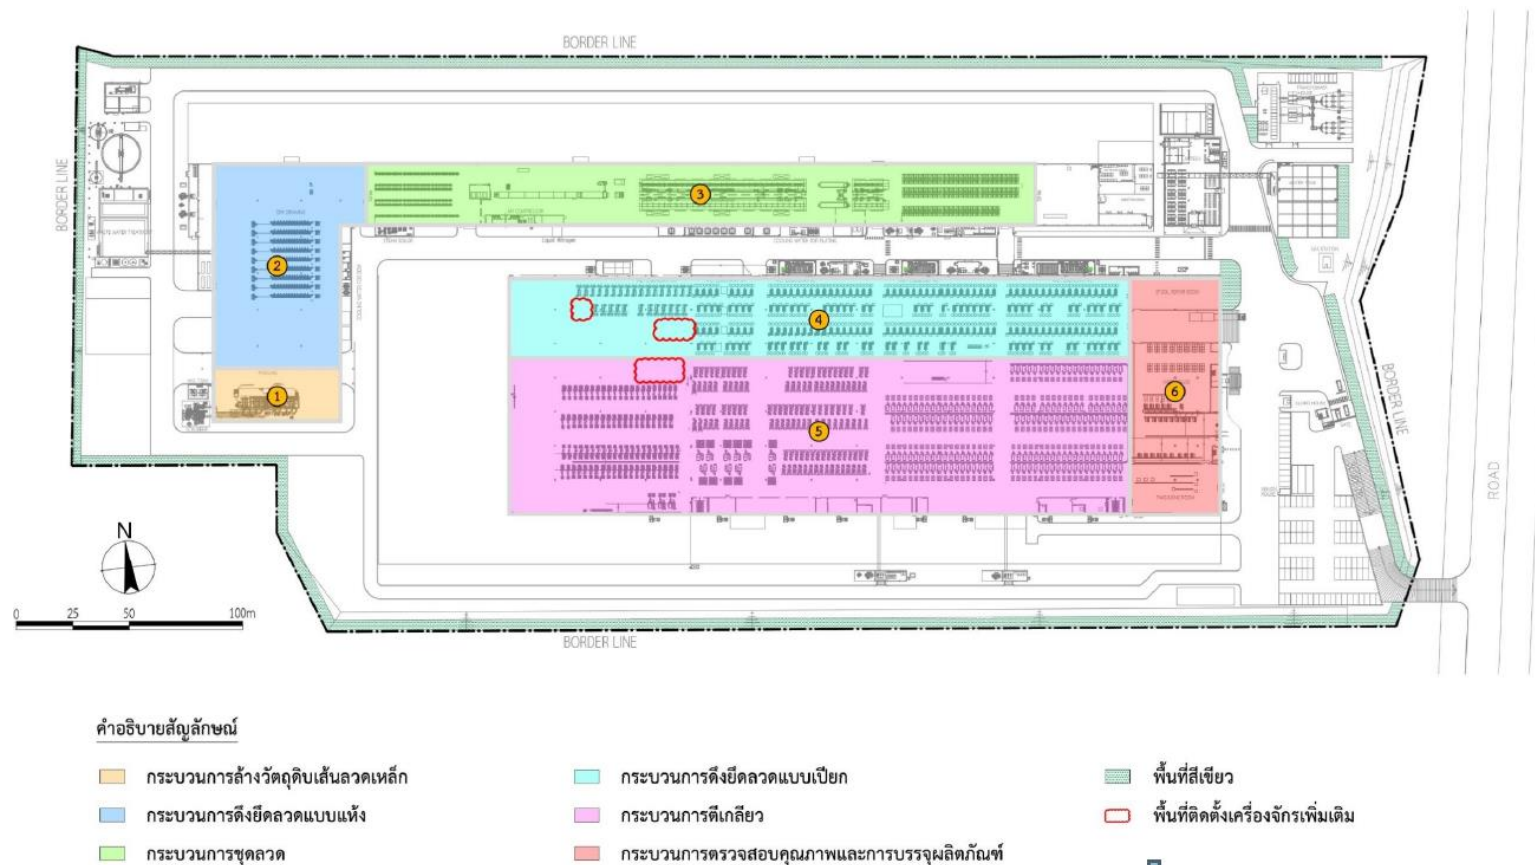 BORDER LINE
BORDER LINE
TRANSFORMER
3
STEAM BOILER
Liquid Nitrogen
DRY DRAWING
2
SPOOL REPAIR ROOM
4
BORDER LINE
1
6
5
ROAD
N
0 25 50 100m
BORDER LINE
คำอธิบายสัญลักษณ์
กระบวนการล้างวัตถุดิบเส้นลวดเหล็ก
กระบวนการดึงยืดลวดแบบแห้ง
กระบวนการชุดลวด
กระบวนการดึงยืดลวดแบบเปียก
กระบวนการตีเกลียว
กระบวนการตรวจสอบคุณภาพและการบรรจุผลิตภัณฑ์
พื้นที่สีเขียว
พื้นที่ติดตั้งเครื่องจักรเพิ่มเติม